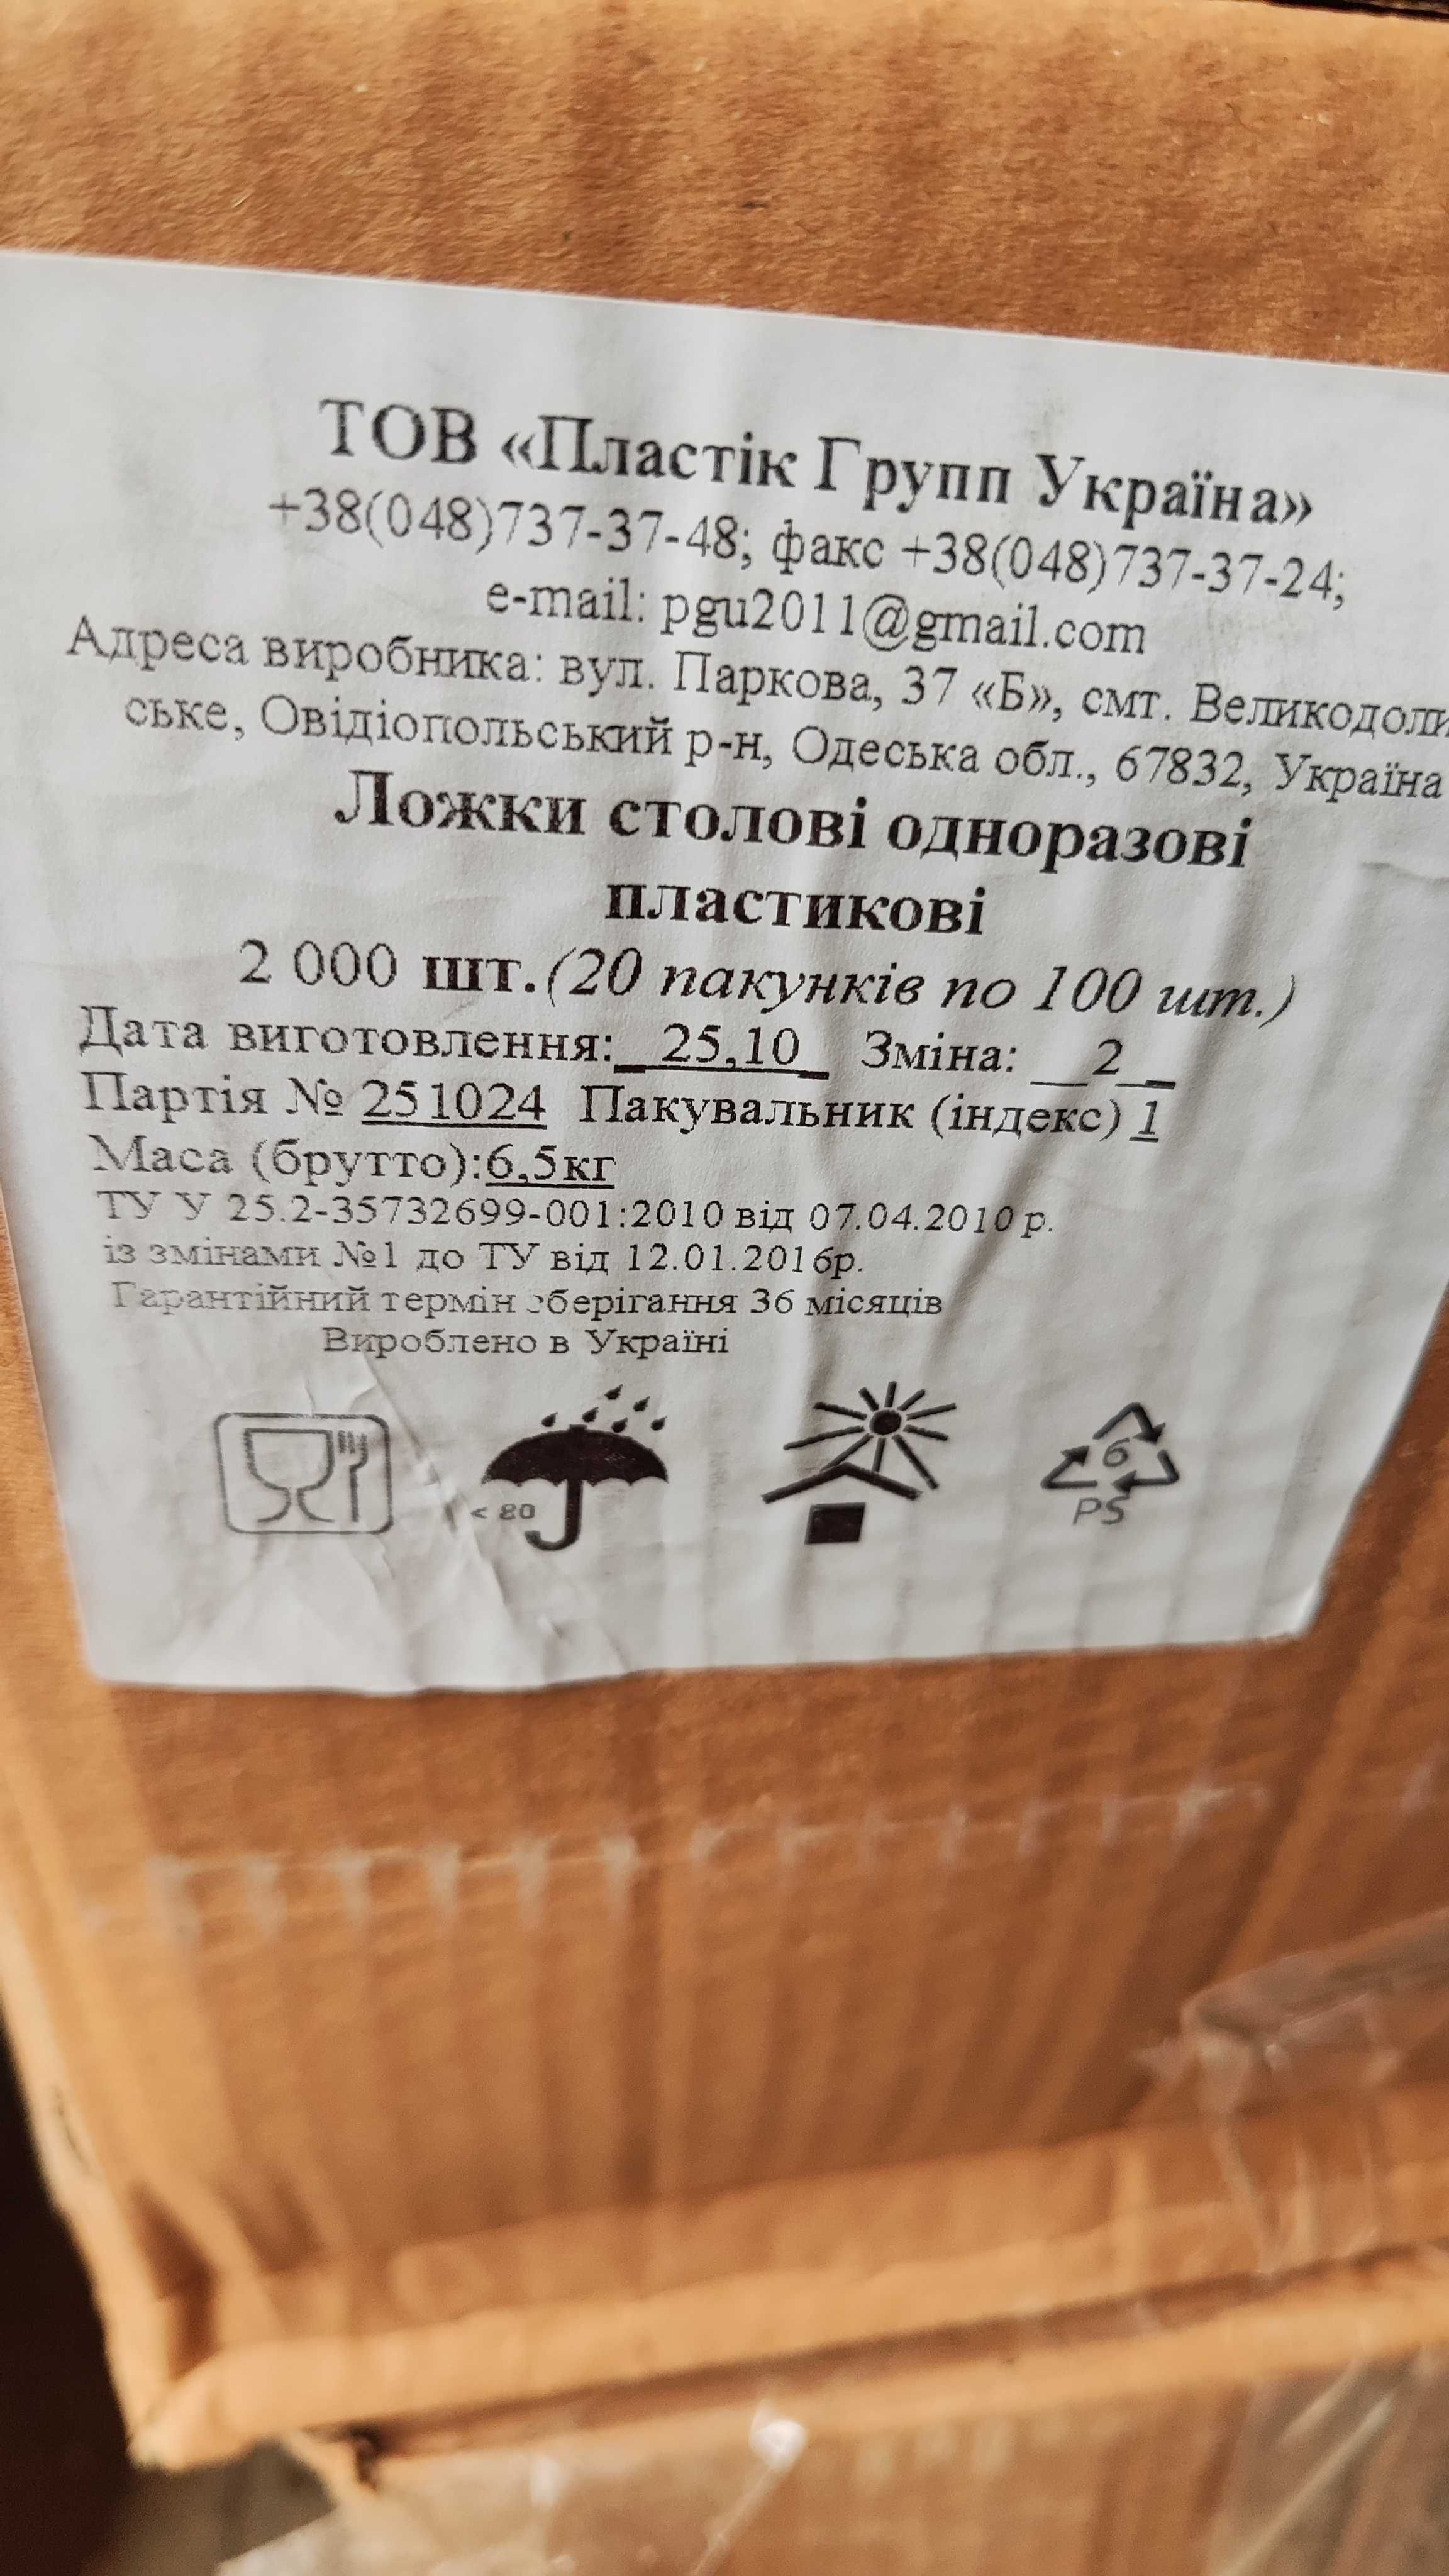 ТОВ «Пластік Групп Україна»
+38(048)737-37-48; факс +38(048)737-37-24;
e-mail: pgu2011@gmail.com
Адреса виробника: вул. Паркова, 37 «Б», смт. Великодоли
ське, Овідіопольський р-н, Одеська обл., 67832, Україна
Ложки столові одноразові
пластикові
2 000 шт.(20 пакунків по 100 шт.)
Дата виготовлення: 25,10 Зміна: 2
Партія № 251024 Пакувальник (індекс) 1
Маса (брутто):6,5кг
ТУ У 25.2-35732699-001:2010 від 07.04.2010 р.
із змінами №1 до ТУ від 12.01.2016р.
Гарантійний термін зберігання 36 місяців
Вироблено в Україні
< 80
6
PS